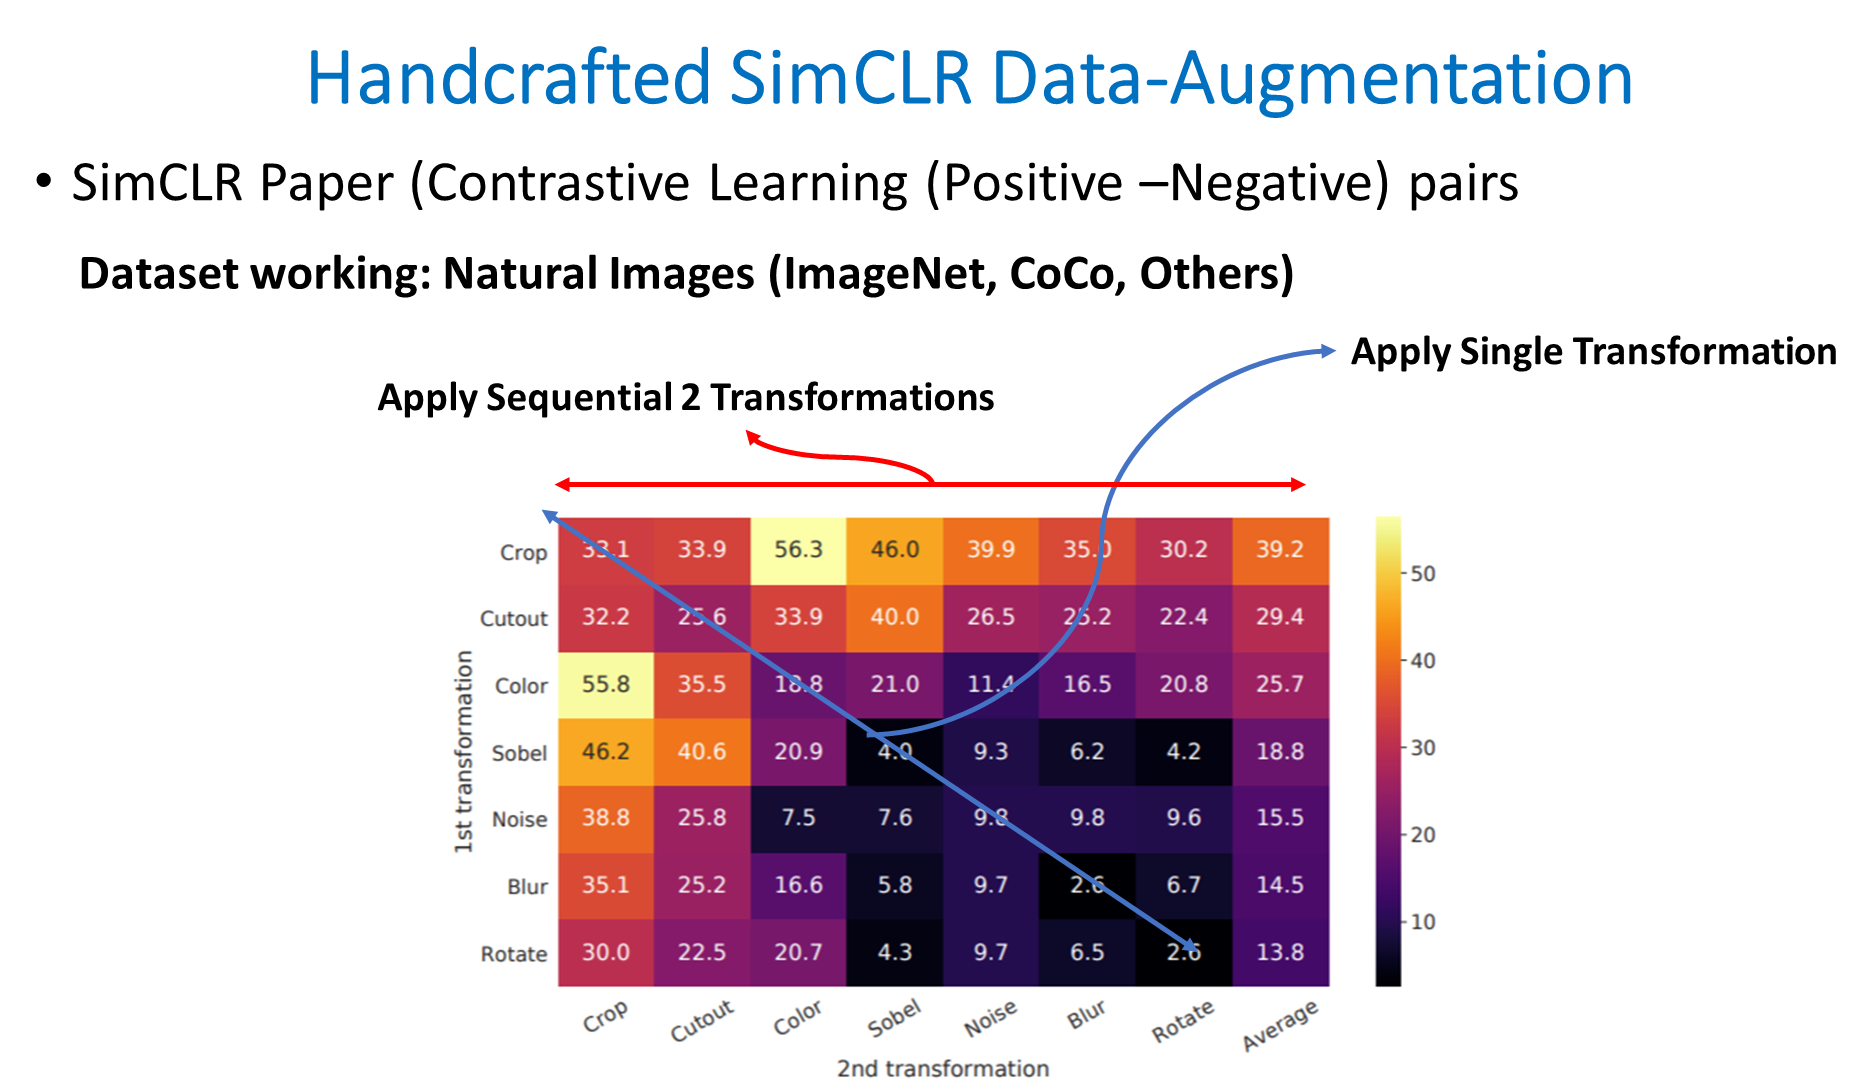 Handcrafted SimCLR Data-Augmentation
• SimCLR Paper (Contrastive Learning (Positive –Negative) pairs
Dataset working: Natural Images (ImageNet, CoCo, Others)
Apply Single Transformation
Apply Sequential 2 Transformations
1st transformation
Crop 33.1 33.9 56.3 46.0 39.9 35.0 30.2 39.2
Cutout 32.2 25.6 33.9 40.0 26.5 25.2 22.4 29.4
Color 55.8 35.5 18.8 21.0 11.4 16.5 20.8 25.7
Sobel 46.2 40.6 20.9 4.0 9.3 6.2 4.2 18.8
Noise 38.8 25.8 7.5 7.6 9.8 9.8 9.6 15.5
Blur 35.1 25.2 16.6 5.8 9.7 2.6 6.7 14.5
Rotate 30.0 22.5 20.7 4.3 9.7 6.5 2.6 13.8
Crop Cutout Color Sobel Noise Blur Rotate Average
2nd transformation
50
40
30
20
10